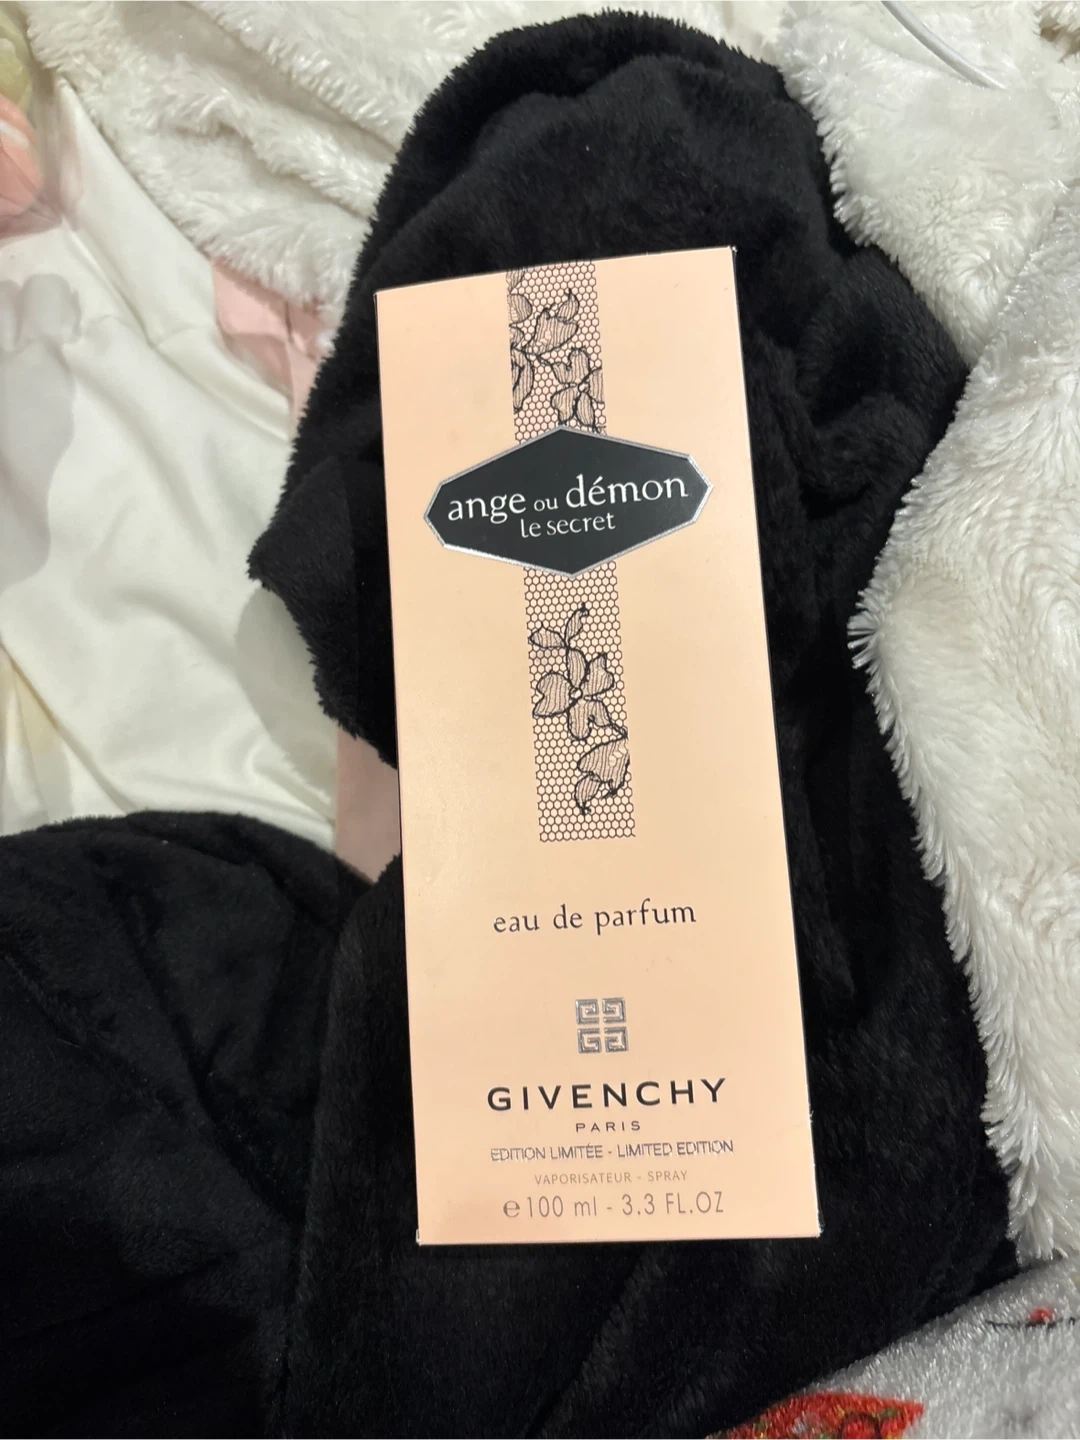 ange ou démon
le secret
eau de parfum
GIVENCHY
PARIS
EDITION LIMITÉE - LIMITED EDITION
VAPORISATEUR - SPRAY
℮ 100 ml - 3.3 FL.OZ